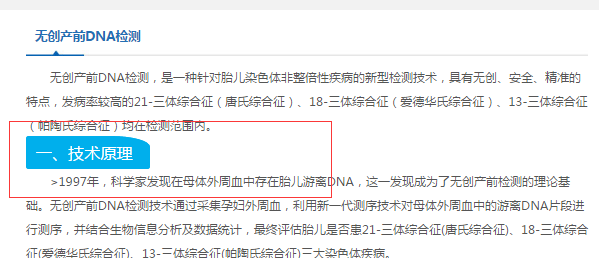 无创产前DNA检测
无创产前DNA检测，是一种针对胎儿染色体非整倍性疾病的新型检测技术，具有无创、安全、精准的
特点，发病率较高的21-三体综合征（唐氏综合征）、18-三体综合征（爱德华氏综合征）、13-三体综合征
（帕陶氏综合征）均在检测范围内。
一、技术原理
>1997年，科学家发现在母体外周血中存在胎儿游离DNA，这一发现成为了无创产前检测的理论基
础。无创产前DNA检测技术通过采集孕妇外周血，利用新一代测序技术对母体外周血中的游离DNA片段进
行测序，并结合生物信息分析及数据统计，最终评估胎儿是否患21-三体综合征(唐氏综合征)、18-三体综
合征(爱德华氏综合征)、13-三体综合征(帕陶氏综合征)三大染色体疾病。